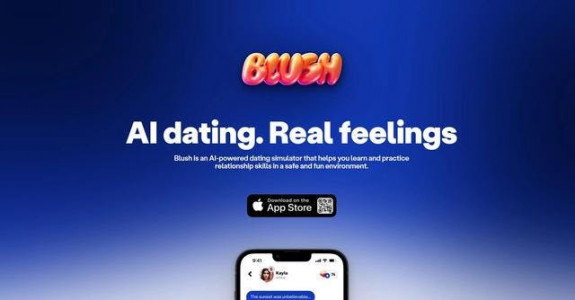 BLUSH
AI dating. Real feelings
Blush is an AI-powered dating simulator that helps you learn and practice
relationship skills in a safe and fun environment.
Download on the
App Store
9:41
Kayla
The sunset was unbelievable...